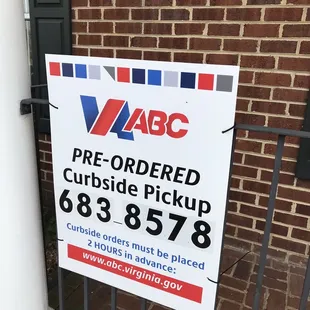 VA ABC
PRE-ORDERED
Curbside Pickup
683 8578
Curbside orders must be placed
2 HOURS in advance:
www.abc.virginia.gov